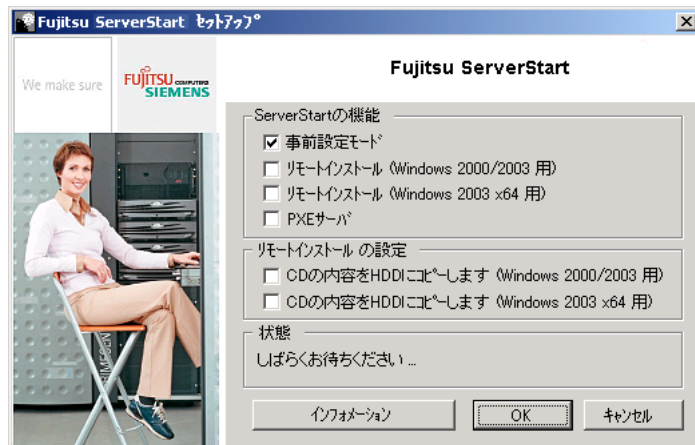 Fujitsu ServerStart ｾｯﾄｱｯﾌﾟ
We make sure
FUJITSU COMPUTERS
SIEMENS
Fujitsu ServerStart
ServerStartの機能
事前設定ﾓｰﾄﾞ
ﾘﾓｰﾄｲﾝｽﾄｰﾙ (Windows 2000/2003 用)
ﾘﾓｰﾄｲﾝｽﾄｰﾙ (Windows 2003 x64 用)
PXEｻｰﾊﾞ
ﾘﾓｰﾄｲﾝｽﾄｰﾙ の設定
CDの内容をHDDにｺﾋﾟｰします (Windows 2000/2003 用)
CDの内容をHDDにｺﾋﾟｰします (Windows 2003 x64 用)
状態
しばらくお待ちください ...
ｲﾝﾌｫﾒｰｼｮﾝ
OK
ｷｬﾝｾﾙ